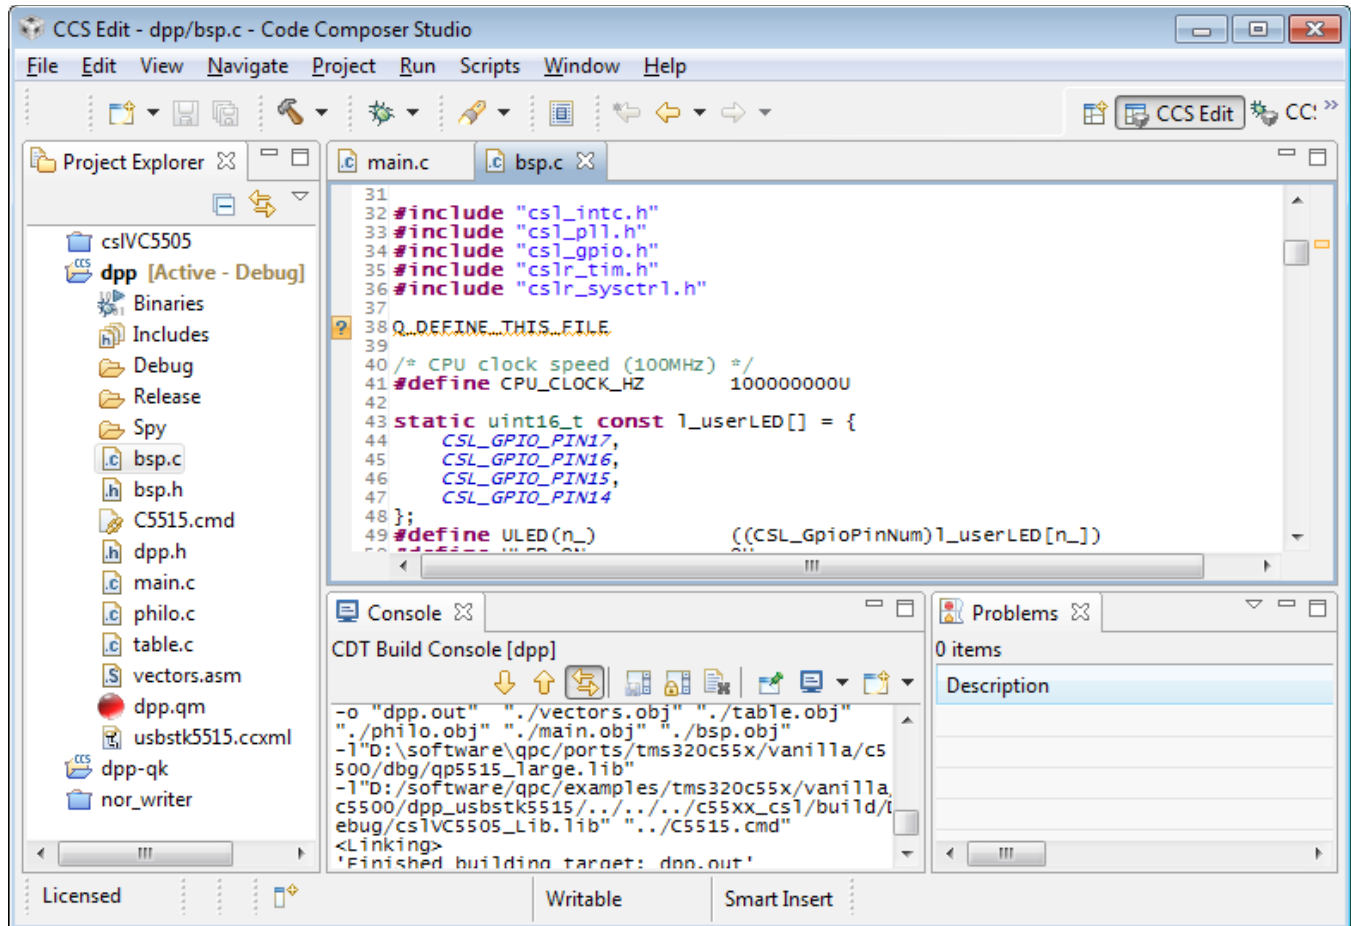 CCS Edit - dpp/bsp.c - Code Composer Studio
File Edit View Navigate Project Run Scripts Window Help
CCS Edit CC
Project Explorer
cslVC5505
dpp [Active - Debug]
Binaries
Includes
Debug
Release
Spy
bsp.c
bsp.h
C5515.cmd
dpp.h
main.c
philo.c
table.c
vectors.asm
dpp.qm
usbstk5515.ccxml
dpp-qk
nor_writer
main.c bsp.c
31
32 #include "csl_intc.h"
33 #include "csl_pll.h"
34 #include "csl_gpio.h"
35 #include "cslr_tim.h"
36 #include "cslr_sysctrl.h"
37
38 Q_DEFINE_THIS_FILE
39
40 /* CPU clock speed (100MHz) */
41 #define CPU_CLOCK_HZ 100000000U
42
43 static uint16_t const l_userLED[] = {
44 CSL_GPIO_PIN17,
45 CSL_GPIO_PIN16,
46 CSL_GPIO_PIN15,
47 CSL_GPIO_PIN14
48 };
49 #define ULED(n_) ((CSL_GpioPinNum)l_userLED[n_])
Console
CDT Build Console [dpp]
-o "dpp.out" "./vectors.obj" "./table.obj"
"./philo.obj" "./main.obj" "./bsp.obj"
-l"D:\software\qpc/ports/tms320c55x/vanilla/c5
500/dbg/qp5515_large.lib"
-l"D:/software/qpc/examples/tms320c55x/vanilla/
c5500/dpp_usbstk5515/../../../c55xx_csl/build/D
ebug/cslVC5505_Lib.lib" "../C5515.cmd"
<Linking>
'Finished building target: dpp.out'
Problems
0 items
Description
Licensed Writable Smart Insert